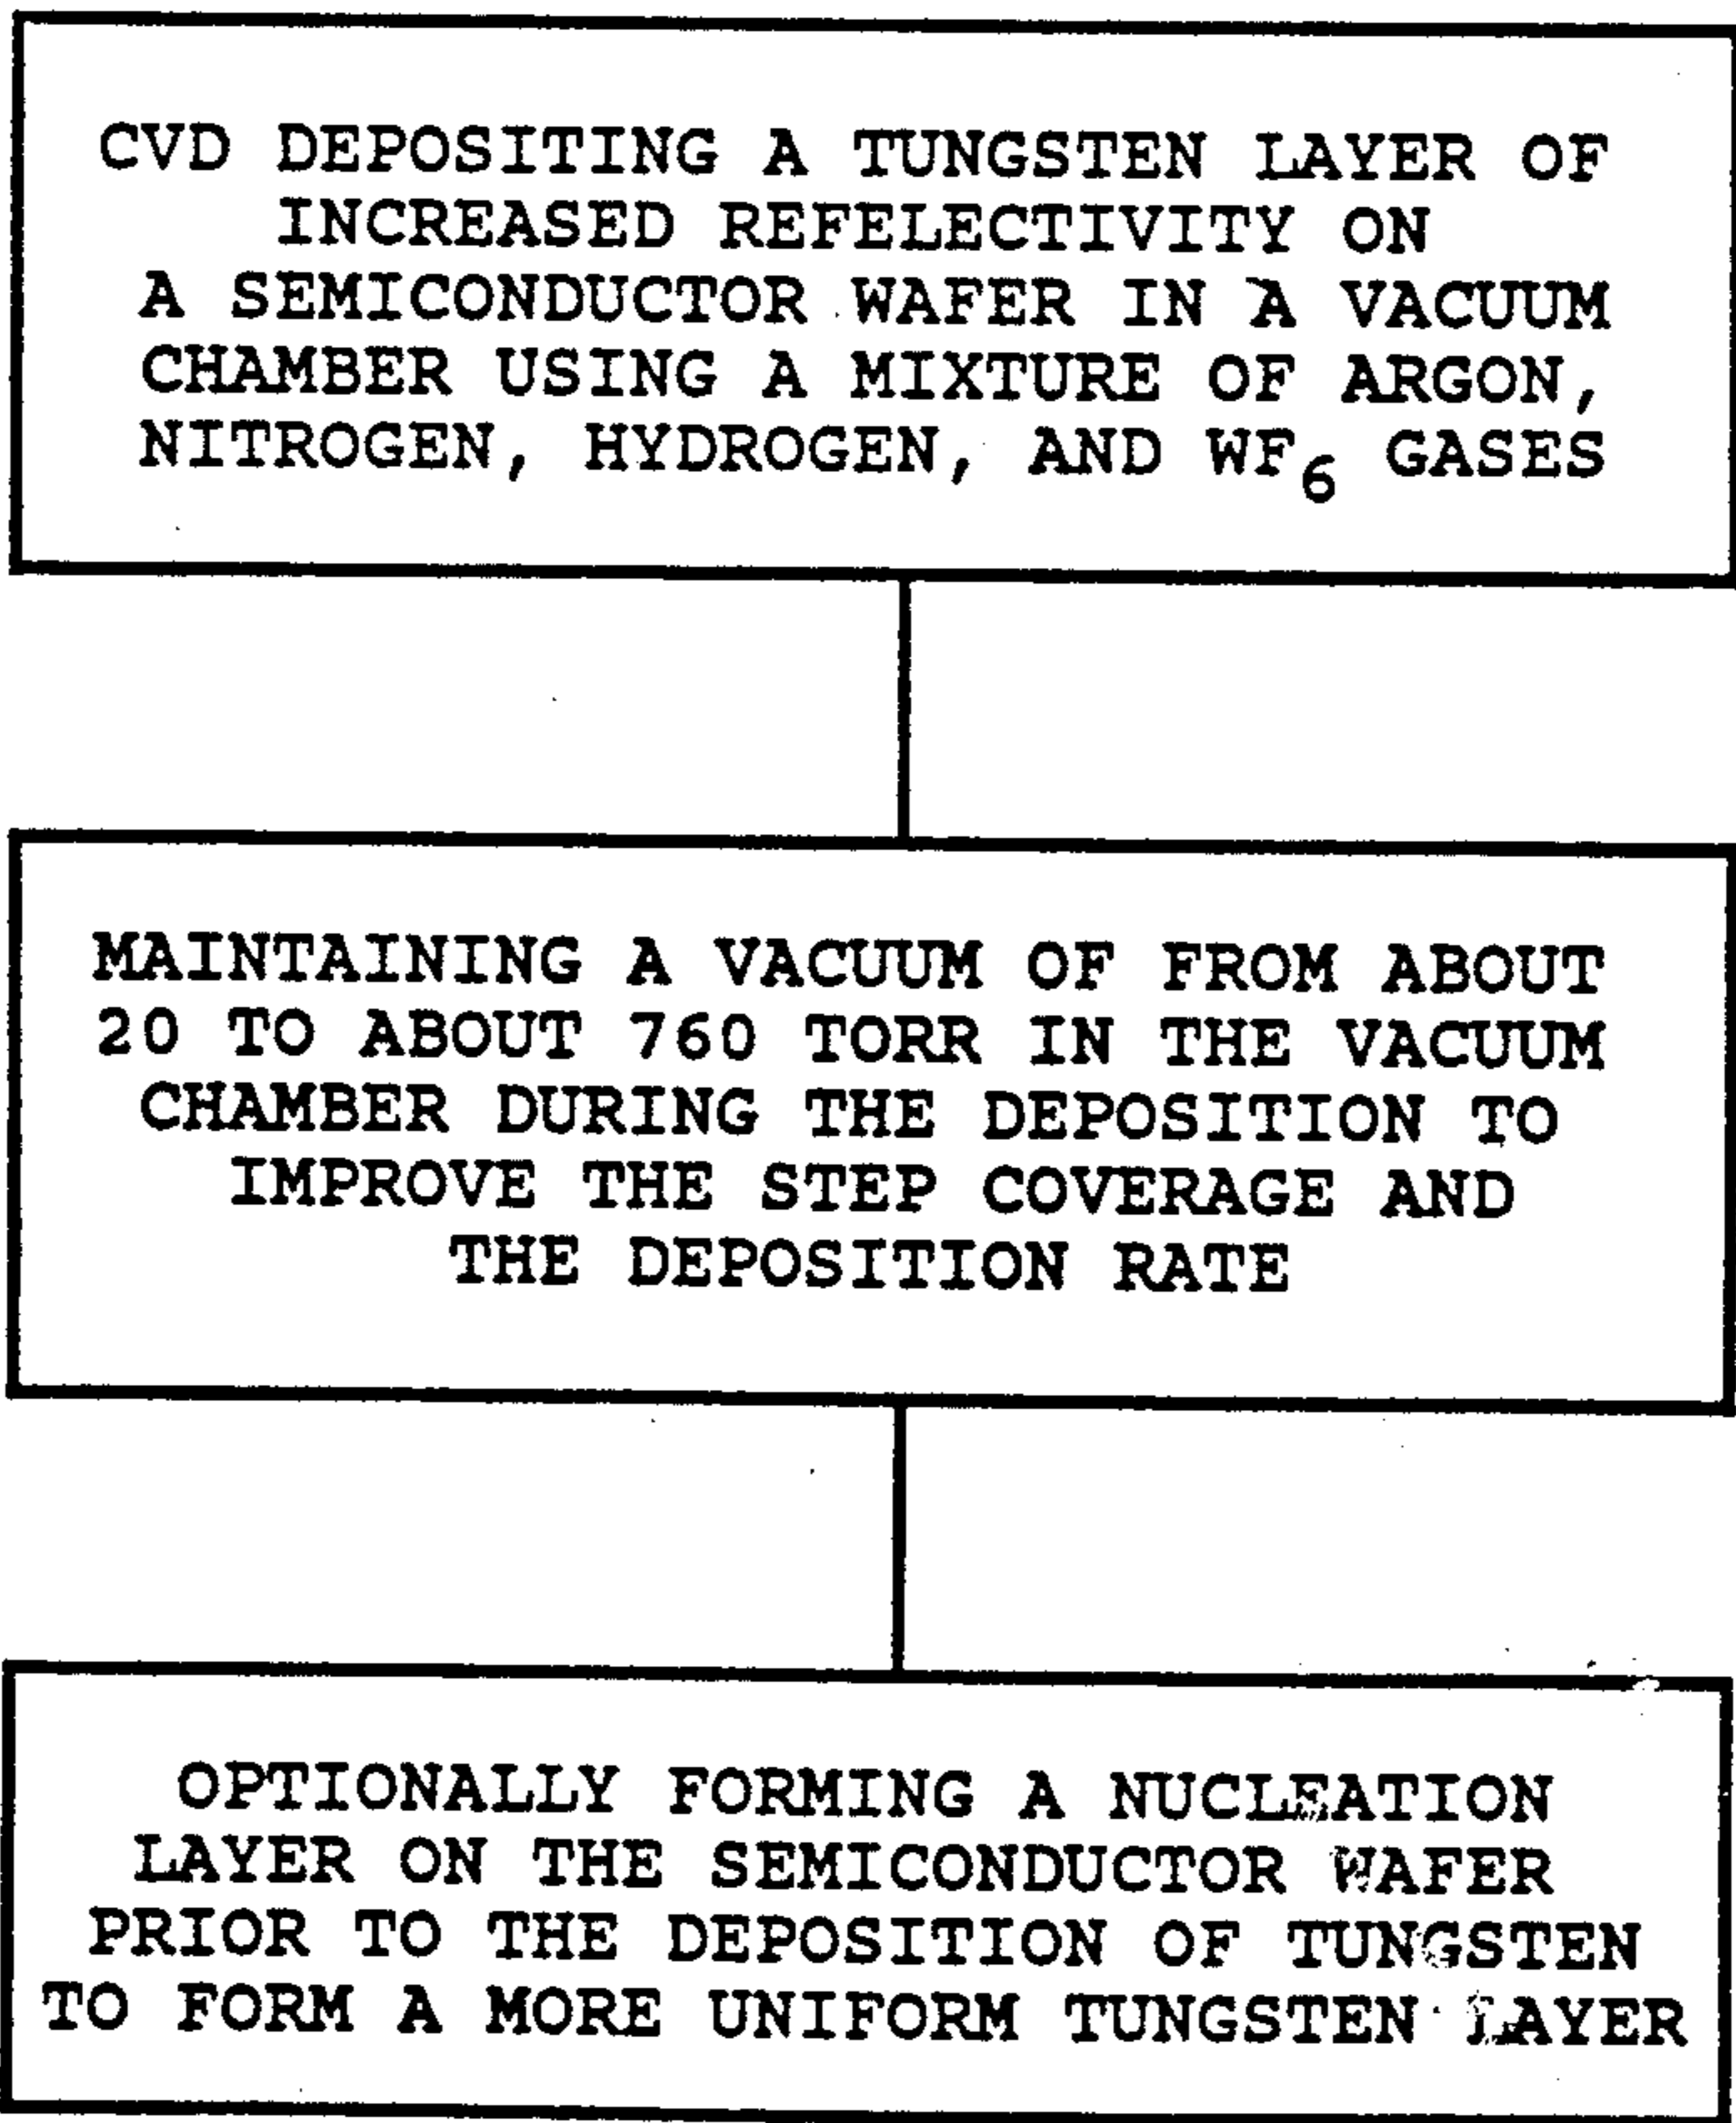 CVD DEPOSITING A TUNGSTEN LAYER OF
INCREASED REFELECTIVITY ON
A SEMICONDUCTOR WAFER IN A VACUUM
CHAMBER USING A MIXTURE OF ARGON,
NITROGEN, HYDROGEN, AND WF₆ GASES
MAINTAINING A VACUUM OF FROM ABOUT
20 TO ABOUT 760 TORR IN THE VACUUM
CHAMBER DURING THE DEPOSITION TO
IMPROVE THE STEP COVERAGE AND
THE DEPOSITION RATE
OPTIONALLY FORMING A NUCLEATION
LAYER ON THE SEMICONDUCTOR WAFER
PRIOR TO THE DEPOSITION OF TUNGSTEN
TO FORM A MORE UNIFORM TUNGSTEN LAYER